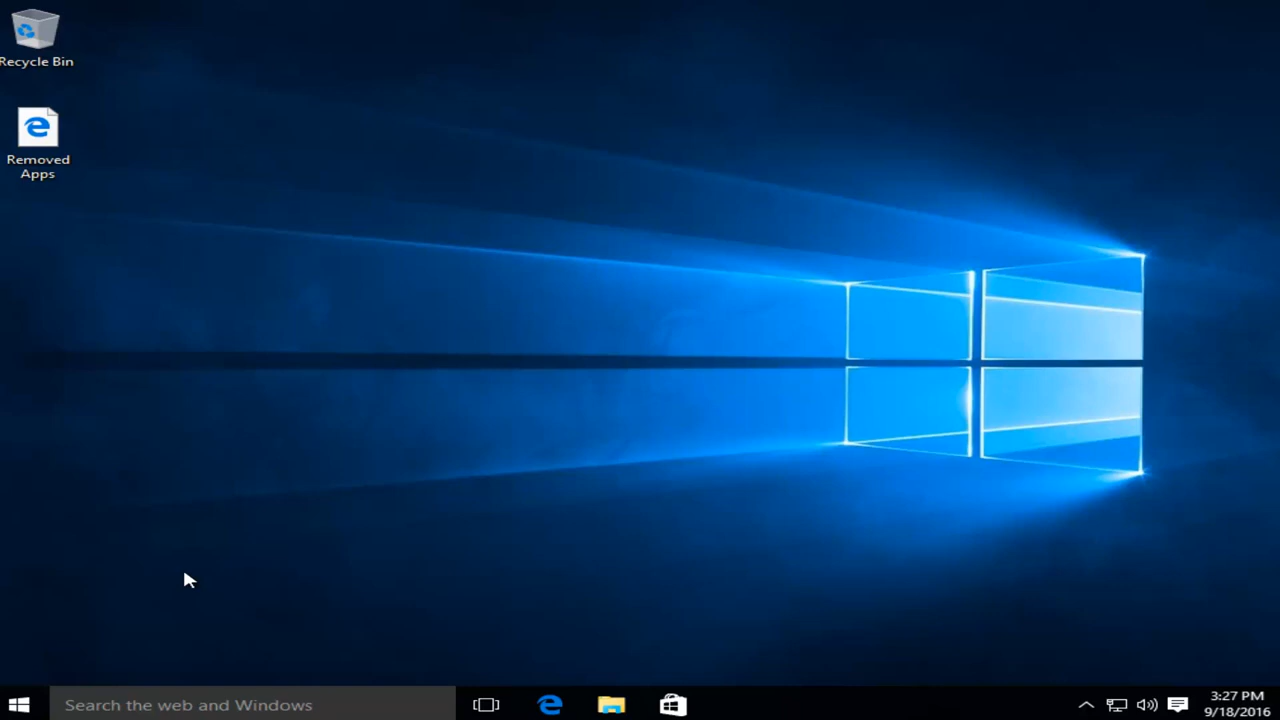 Recycle Bin
Removed
Apps
Search the web and Windows
3:27 PM
9/18/2016